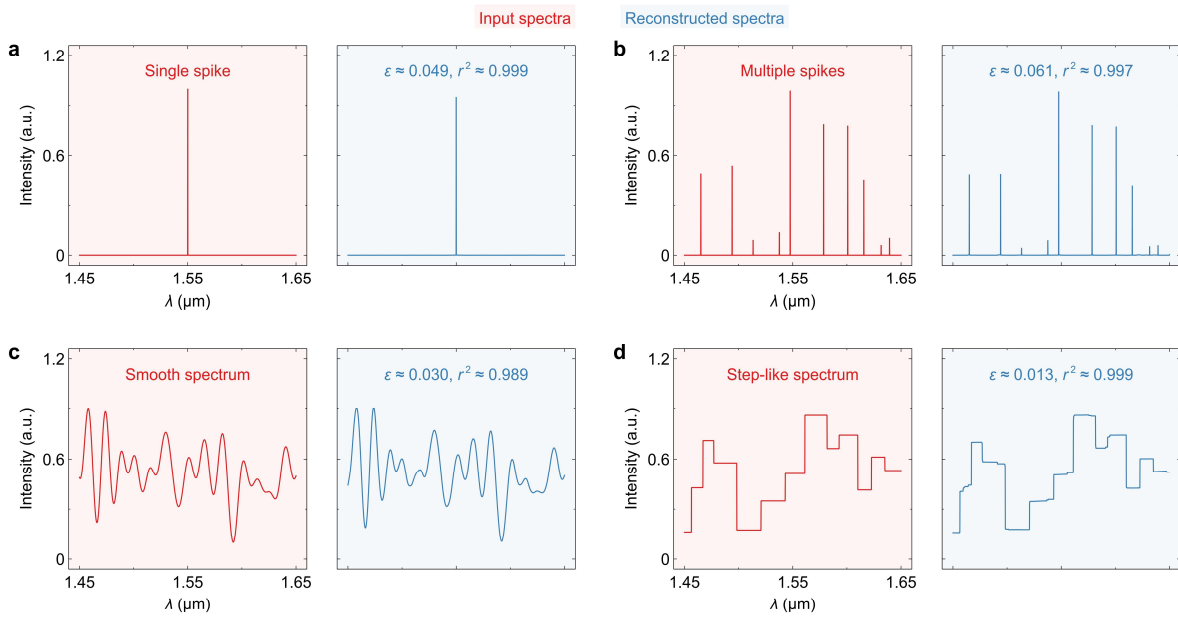 Input spectra Reconstructed spectra
a
1.2
0.6
0
Intensity (a.u.)
Single spike
1.45 1.55 1.65
λ (μm)
ε ≈ 0.049, r² ≈ 0.999
b
1.2
0.6
0
Intensity (a.u.)
Multiple spikes
1.45 1.55 1.65
λ (μm)
ε ≈ 0.061, r² ≈ 0.997
c
1.2
0.6
0
Intensity (a.u.)
Smooth spectrum
1.45 1.55 1.65
λ (μm)
ε ≈ 0.030, r² ≈ 0.989
d
1.2
0.6
0
Intensity (a.u.)
Step-like spectrum
1.45 1.55 1.65
λ (μm)
ε ≈ 0.013, r² ≈ 0.999